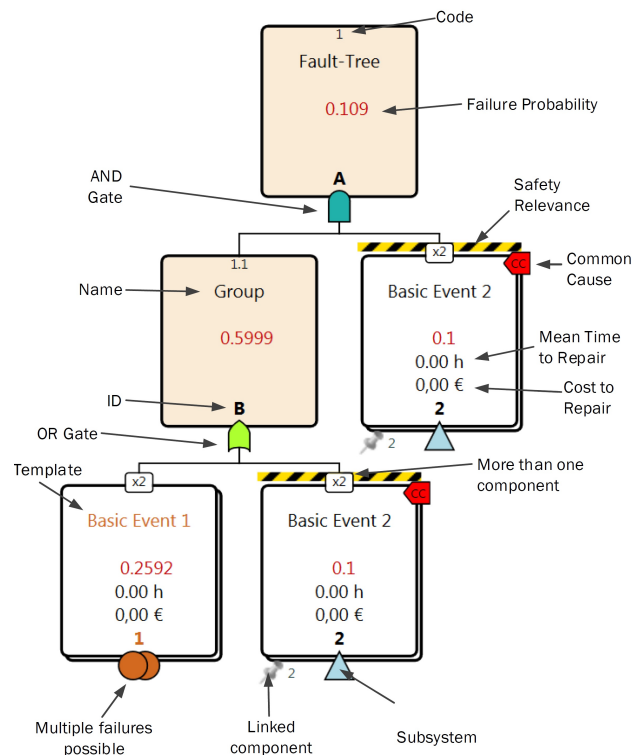 Code
1
Fault-Tree
0.109
Failure Probability
A
AND
Gate
Safety
Relevance
1.1
x2
CC
Common
Cause
Name
Group
Basic Event 2
0.5999
0.1
Mean Time
to Repair
0.00 h
0,00 €
Cost to
Repair
ID
B
2
OR Gate
2
Template
x2
x2
More than one
component
CC
Basic Event 1
Basic Event 2
0.2592
0.1
0.00 h
0.00 h
0,00 €
0,00 €
1
2
2
Multiple failures
possible
Linked
component
Subsystem